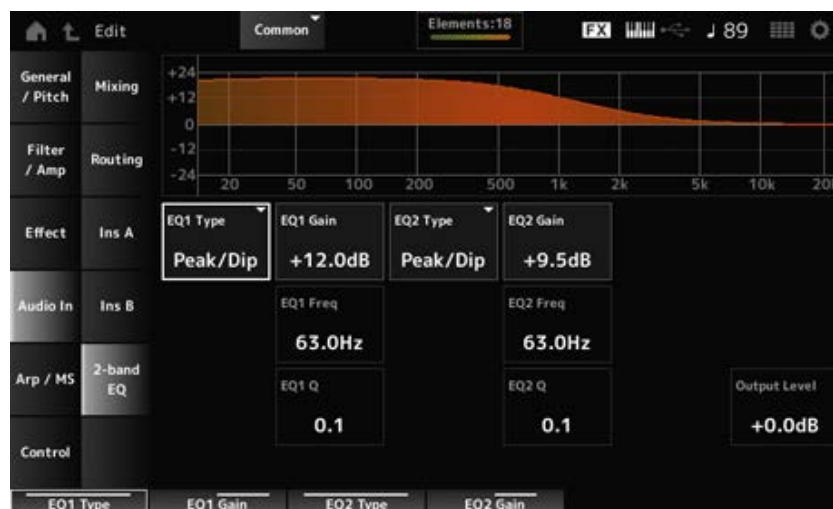 Edit
Common
Elements:18
FX
89
General / Pitch
Mixing
Filter / Amp
Routing
Effect
Ins A
Audio In
Ins B
Arp / MS
2-band EQ
Control
+24
+12
0
-12
-24
20 50 100 200 500 1k 2k 5k 10k 20
EQ1 Type
Peak/Dip
EQ1 Gain
+12.0dB
EQ2 Type
Peak/Dip
EQ2 Gain
+9.5dB
EQ1 Freq
63.0Hz
EQ2 Freq
63.0Hz
EQ1 Q
0.1
EQ2 Q
0.1
Output Level
+0.0dB
EQ1 Type
EQ1 Gain
EQ2 Type
EQ2 Gain